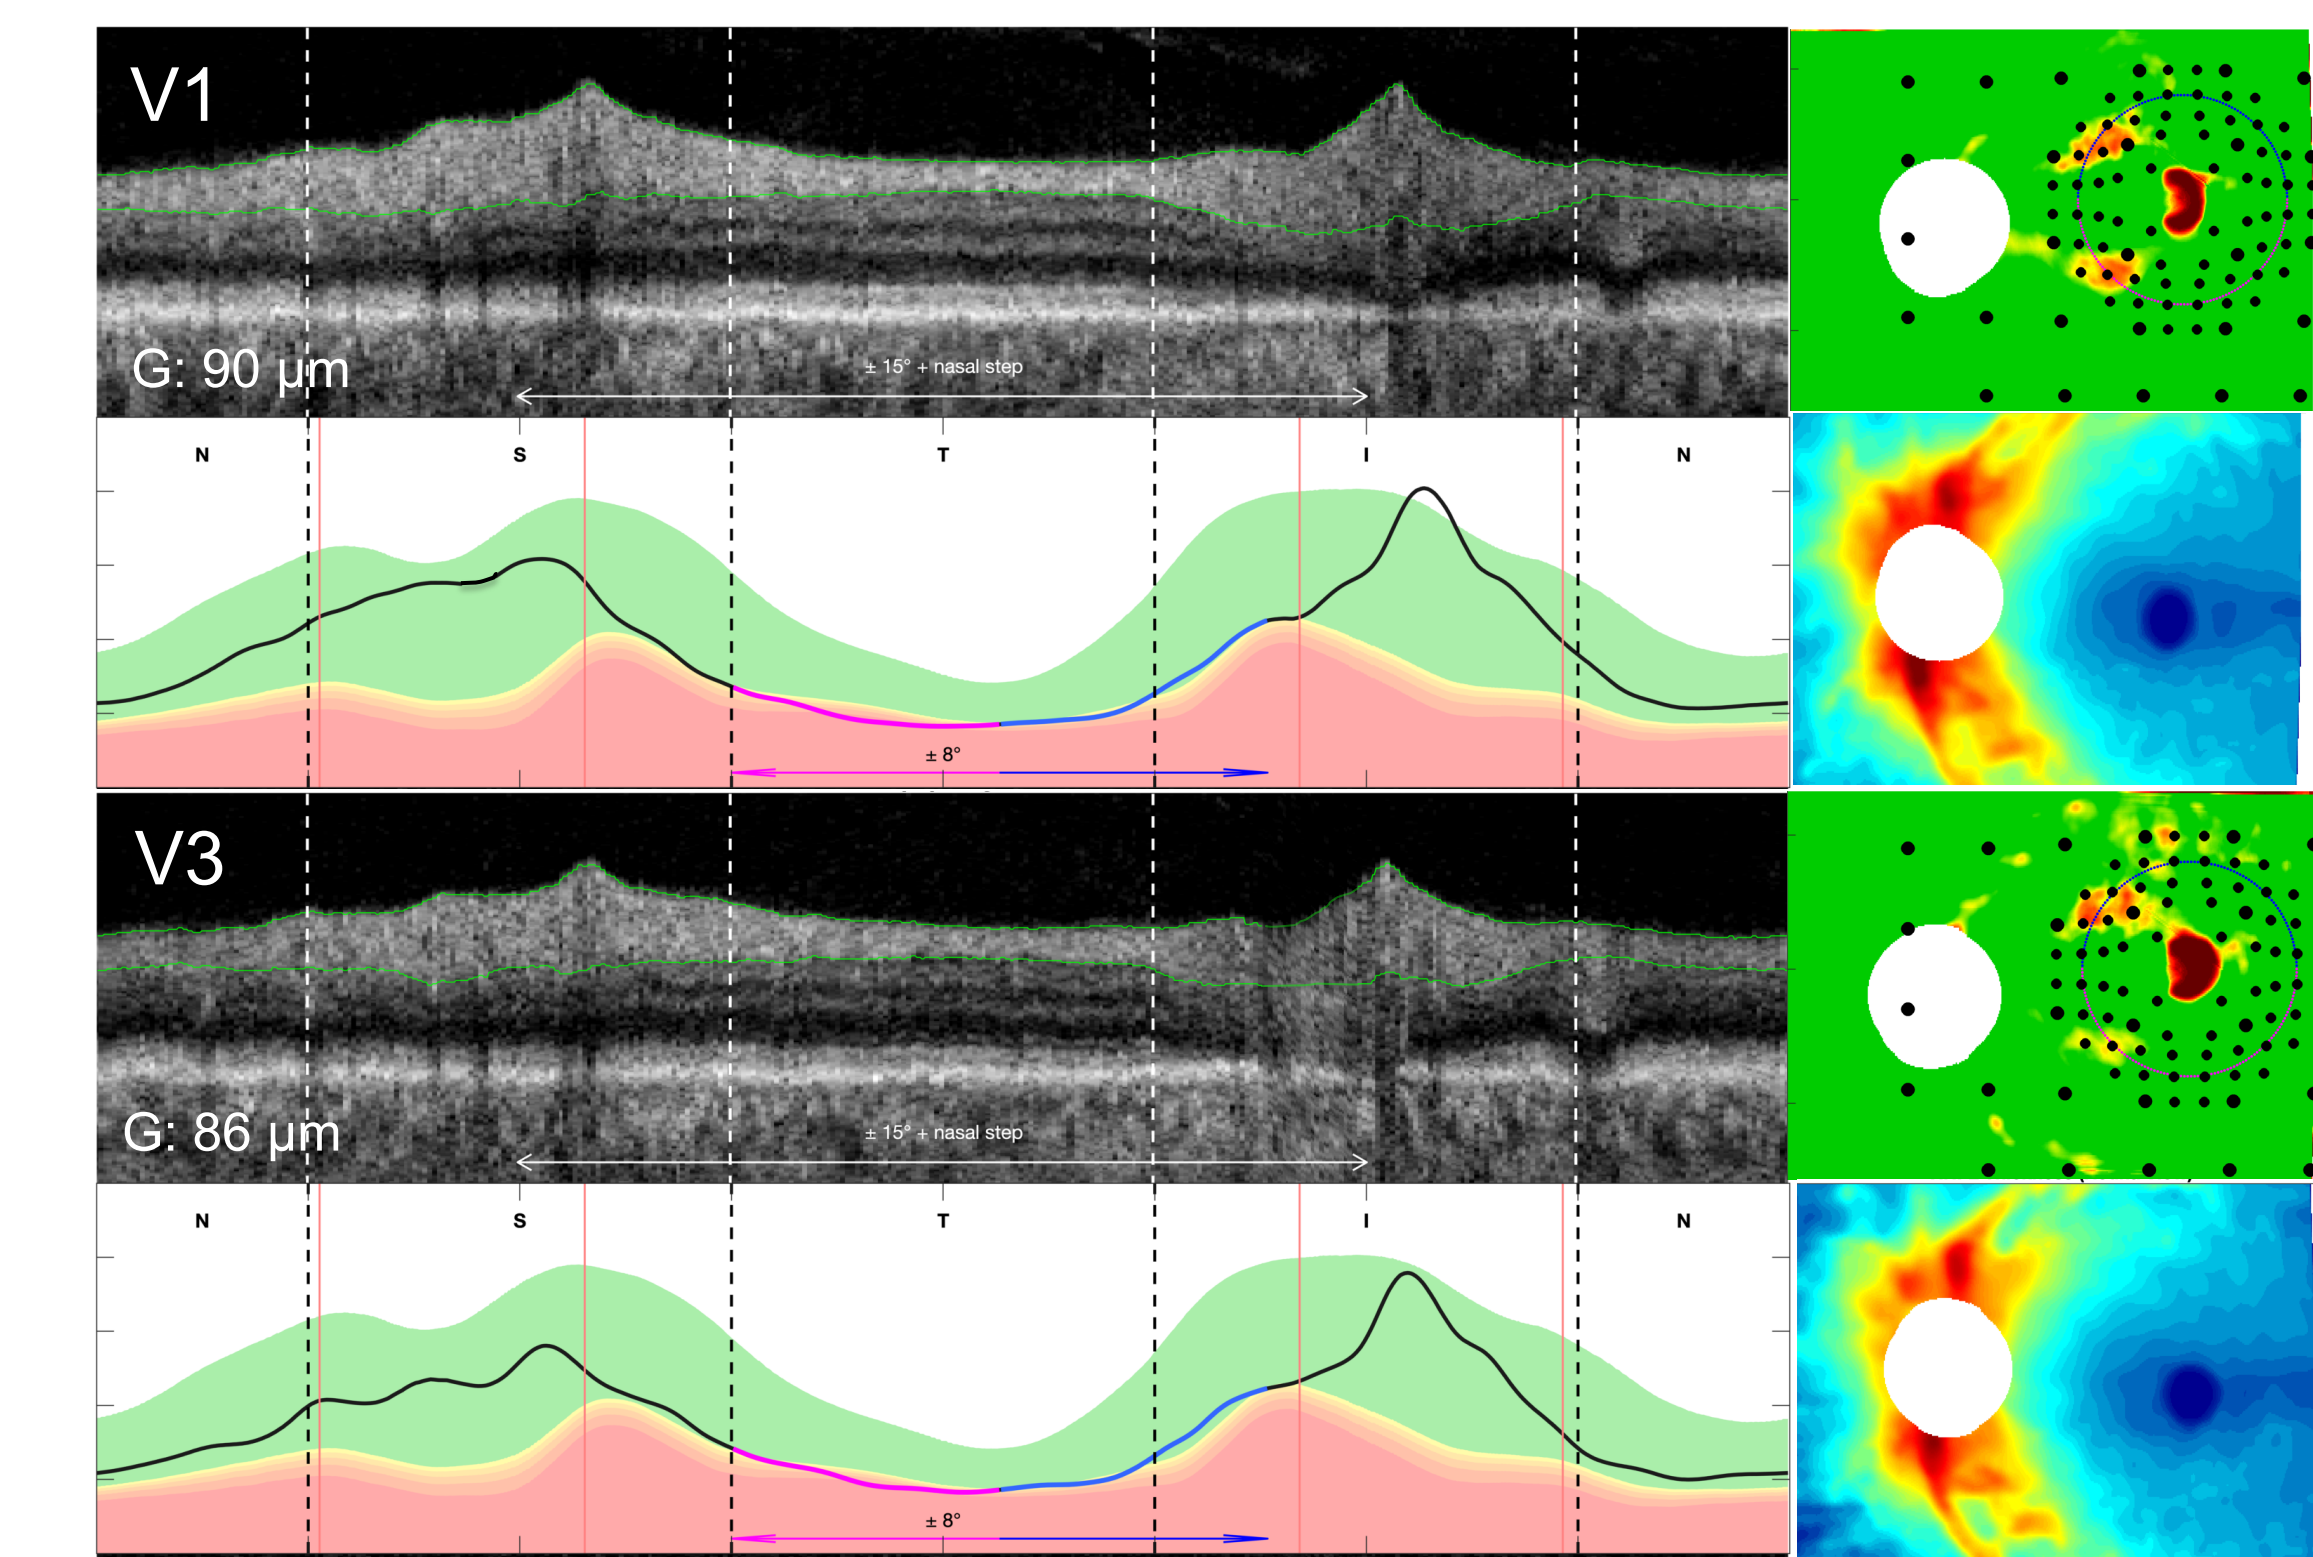 V1
G: 90 µm
± 15° + nasal step
N S T I N
± 8°
V3
G: 86 µm
± 15° + nasal step
N S T I N
± 8°